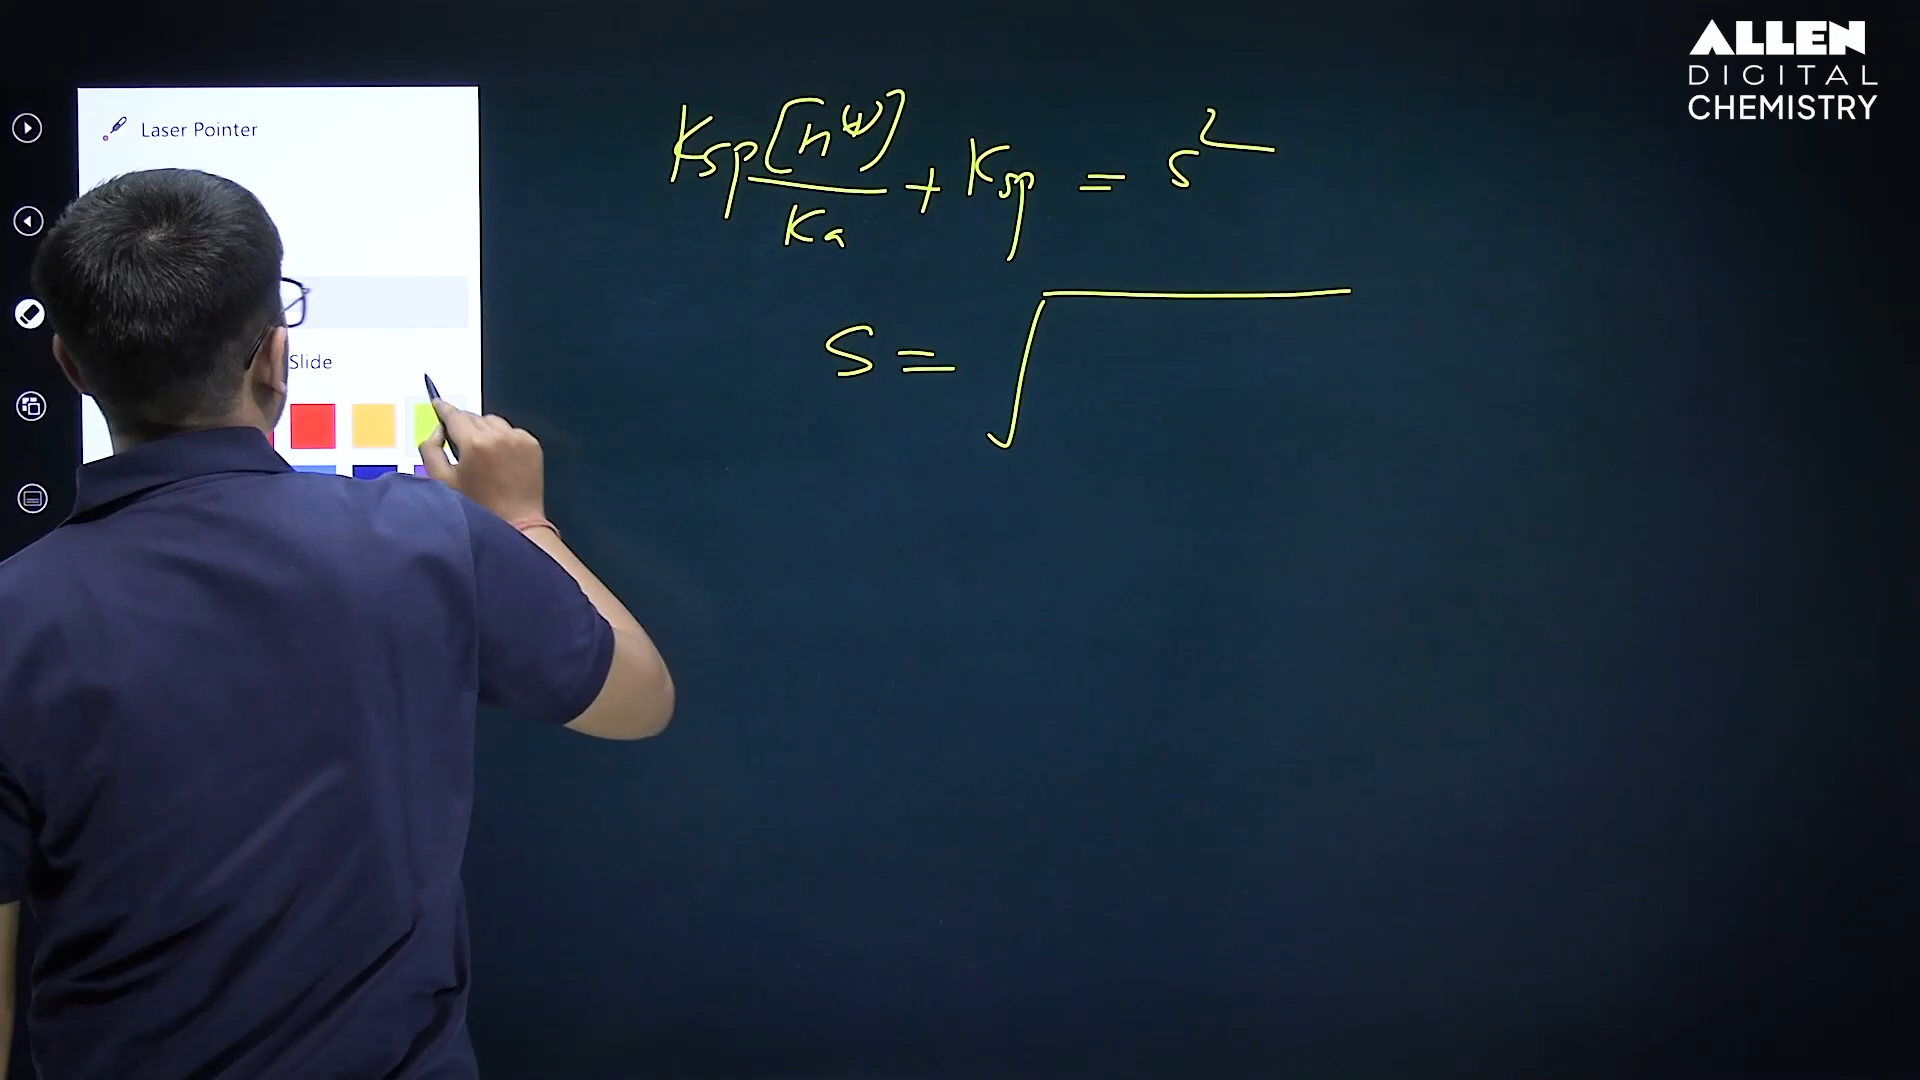 ALLEN
DIGITAL
CHEMISTRY
Laser Pointer
Slide
Ksp[H⁺]/Ka + Ksp = s²
S = √